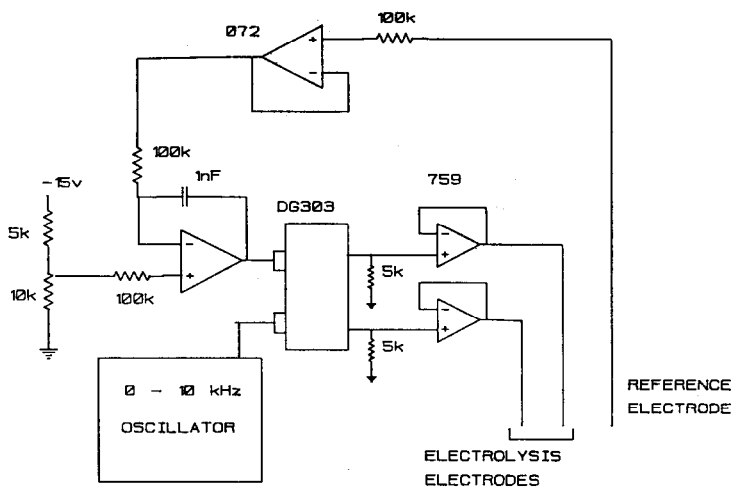 072
100k
100k
1nF
-15v
5k
10k
100k
DG303
759
5k
5k
0 - 10 kHz
OSCILLATOR
REFERENCE
ELECTRODE
ELECTROLYSIS
ELECTRODES